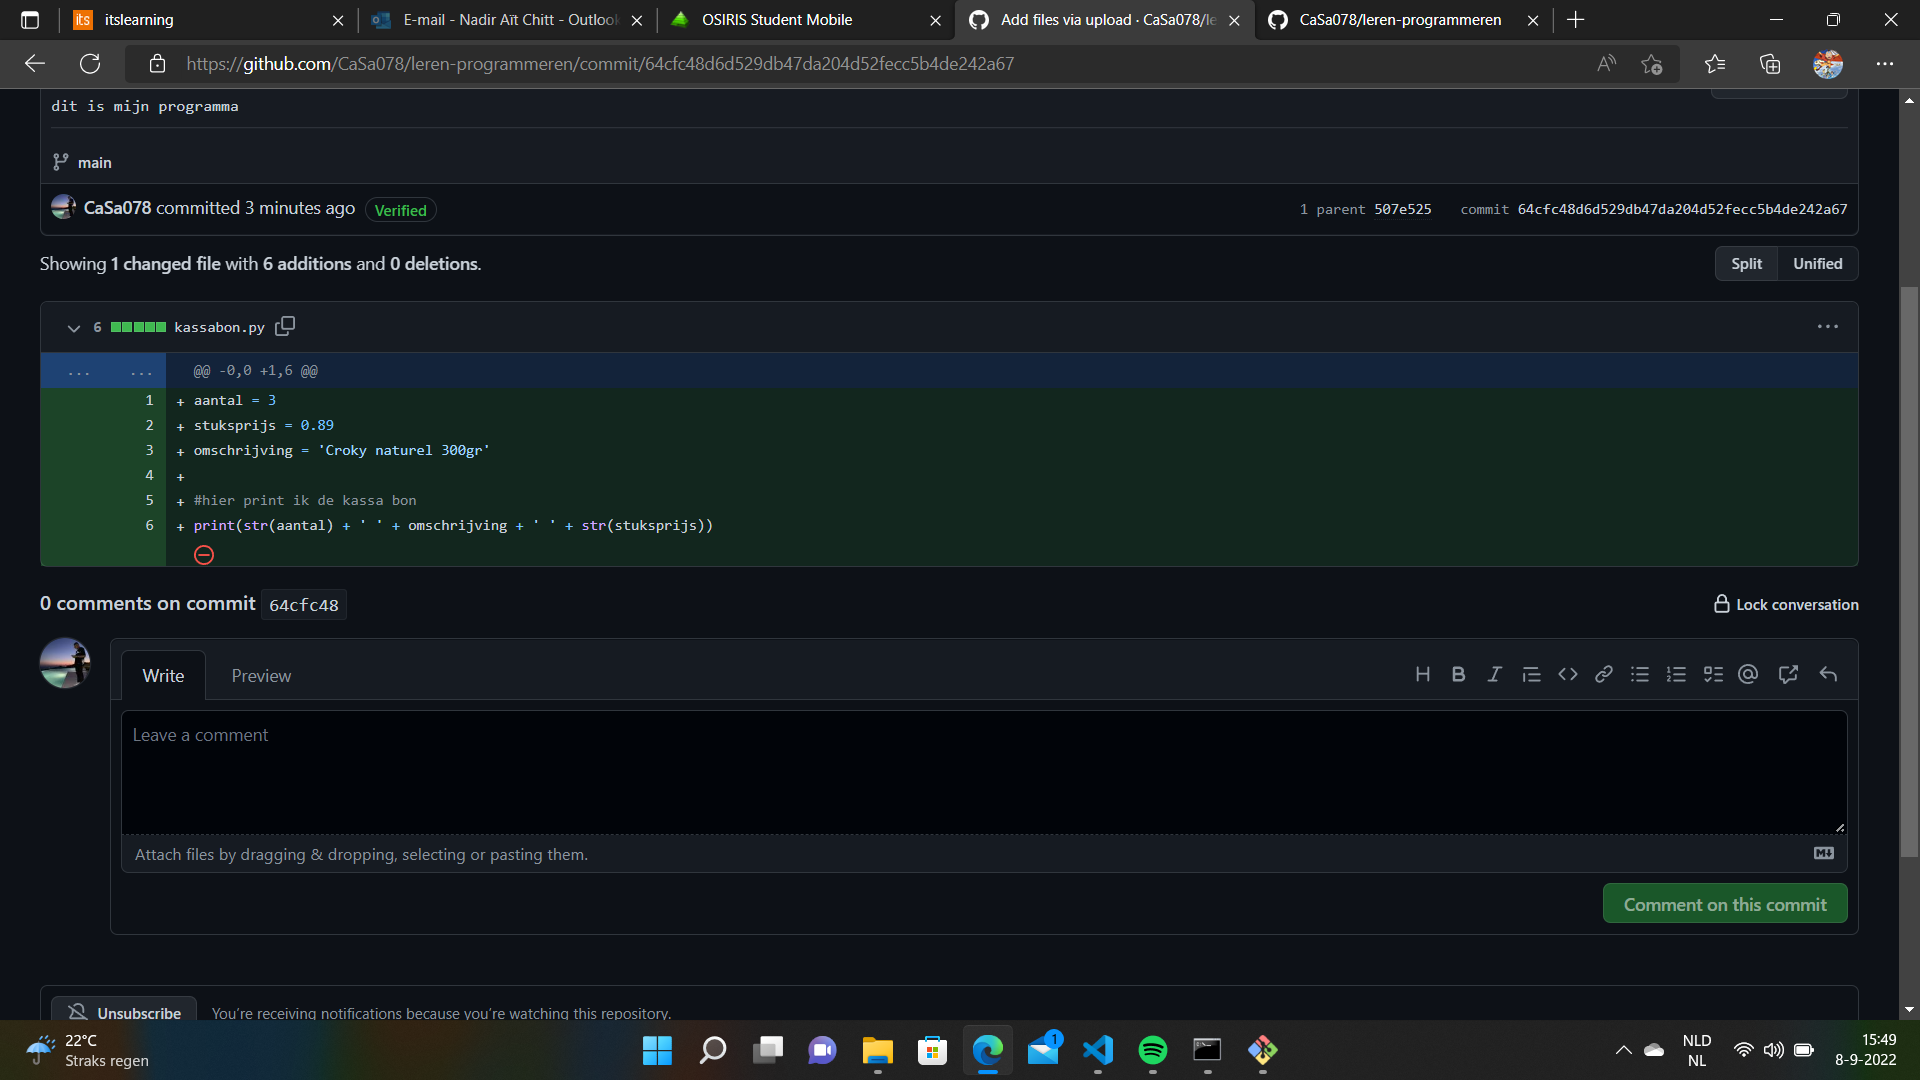 itslearning
E-mail - Nadir Aït Chitt - Outlook
OSIRIS Student Mobile
Add files via upload · CaSa078/le
CaSa078/leren-programmeren
https://github.com/CaSa078/leren-programmeren/commit/64cfc48d6d529db47da204d52fecc5b4de242a67
dit is mijn programma
main
CaSa078 committed 3 minutes ago Verified
1 parent 507e525 commit 64cfc48d6d529db47da204d52fecc5b4de242a67
Showing 1 changed file with 6 additions and 0 deletions.
Split Unified
6 kassabon.py
... ... @@ -0,0 +1,6 @@
1 + aantal = 3
2 + stuksprijs = 0.89
3 + omschrijving = 'Croky naturel 300gr'
4 +
5 + #hier print ik de kassa bon
6 + print(str(aantal) + ' ' + omschrijving + ' ' + str(stuksprijs))
0 comments on commit 64cfc48
Lock conversation
Write Preview
Leave a comment
Attach files by dragging & dropping, selecting or pasting them.
Comment on this commit
Unsubscribe You're receiving notifications because you're watching this repository.
22°C
Straks regen
1
NLD
NL
15:49
8-9-2022